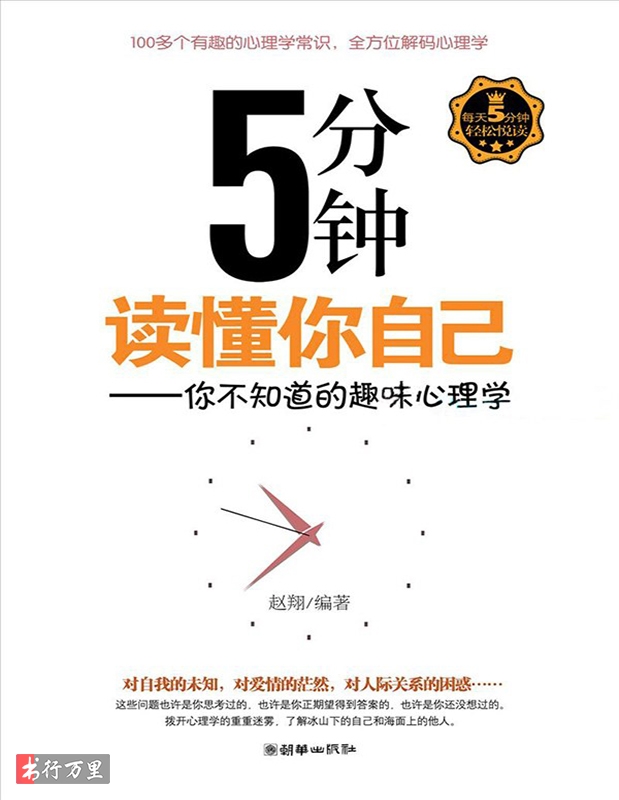 100多个有趣的心理学常识，全方位解码心理学
5分钟
每天5分钟
轻松悦读
读懂你自己
——你不知道的趣味心理学
赵翔/编著
对自我的未知，对爱情的茫然，对人际关系的困惑……
这些问题也许是你思考过的，也许是你正期望得到答案的，也许是你还没想过的。
拨开心理学的重重迷雾，了解冰山下的自己和海面上的他人。
朝华出版社
书行万里